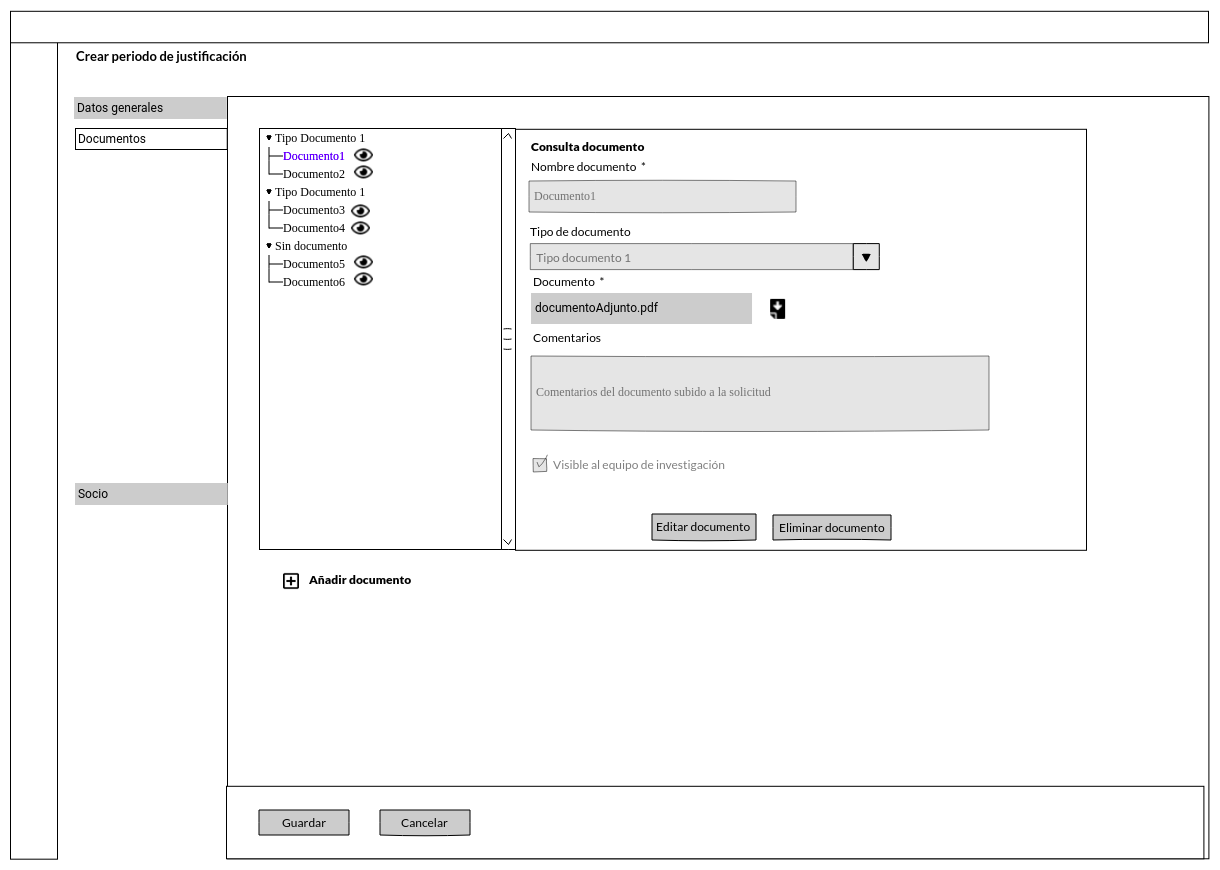 Crear periodo de justificación
Datos generales
Documentos
Socio
Tipo Documento 1
Documento1
Documento2
Tipo Documento 1
Documento3
Documento4
Sin documento
Documento5
Documento6
Consulta documento
Nombre documento *
Documento1
Tipo de documento
Tipo documento 1
Documento *
documentoAdjunto.pdf
Comentarios
Comentarios del documento subido a la solicitud
Visible al equipo de investigación
Editar documento
Eliminar documento
Añadir documento
Guardar
Cancelar